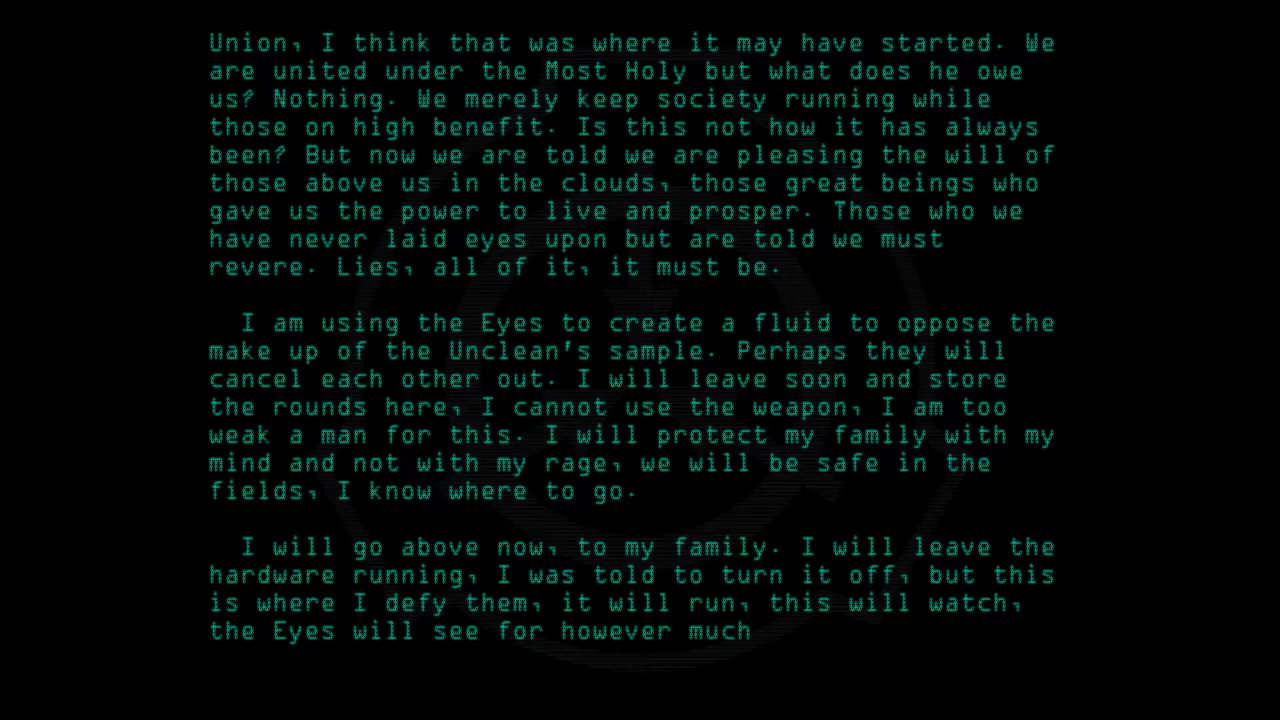 Union, I think that was where it may have started. We
are united under the Most Holy but what does he owe
us? Nothing. We merely keep society running while
those on high benefit. Is this not how it has always
been? But now we are told we are pleasing the will of
those above us in the clouds, those great beings who
gave us the power to live and prosper. Those who we
have never laid eyes upon but are told we must
revere. Lies, all of it, it must be.
I am using the Eyes to create a fluid to oppose the
make up of the Unclean's sample. Perhaps they will
cancel each other out. I will leave soon and store
the rounds here, I cannot use the weapon, I am too
weak a man for this. I will protect my family with my
mind and not with my rage, we will be safe in the
fields, I know where to go.
I will go above now, to my family. I will leave the
hardware running, I was told to turn it off, but this
is where I defy them, it will run, this will watch,
the Eyes will see for however much